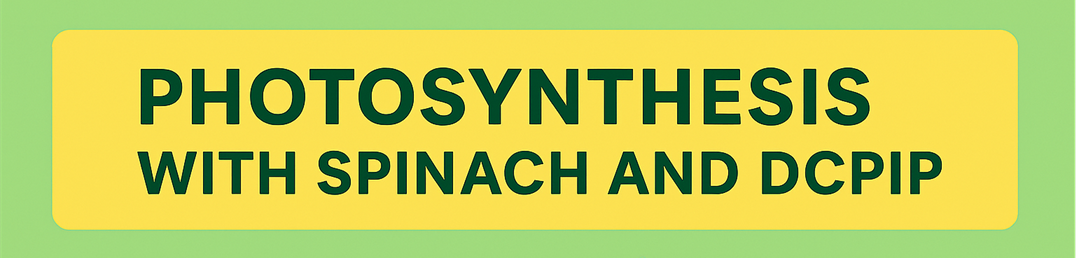 PHOTOSYNTHESIS
WITH SPINACH AND DCPIP